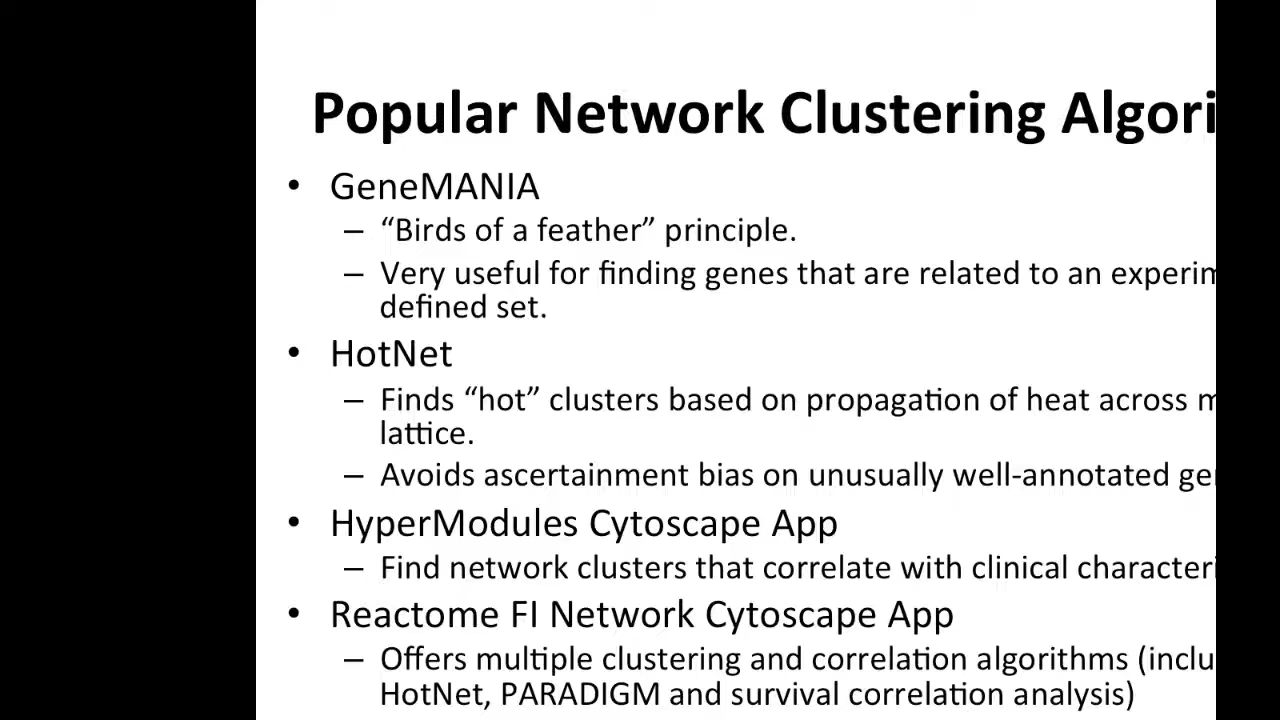 Popular Network Clustering Algori
• GeneMANIA
– “Birds of a feather” principle.
– Very useful for finding genes that are related to an experim
defined set.
• HotNet
– Finds “hot” clusters based on propagation of heat across m
lattice.
– Avoids ascertainment bias on unusually well-annotated ge
• HyperModules Cytoscape App
– Find network clusters that correlate with clinical characteri
• Reactome FI Network Cytoscape App
– Offers multiple clustering and correlation algorithms (inclu
HotNet, PARADIGM and survival correlation analysis)